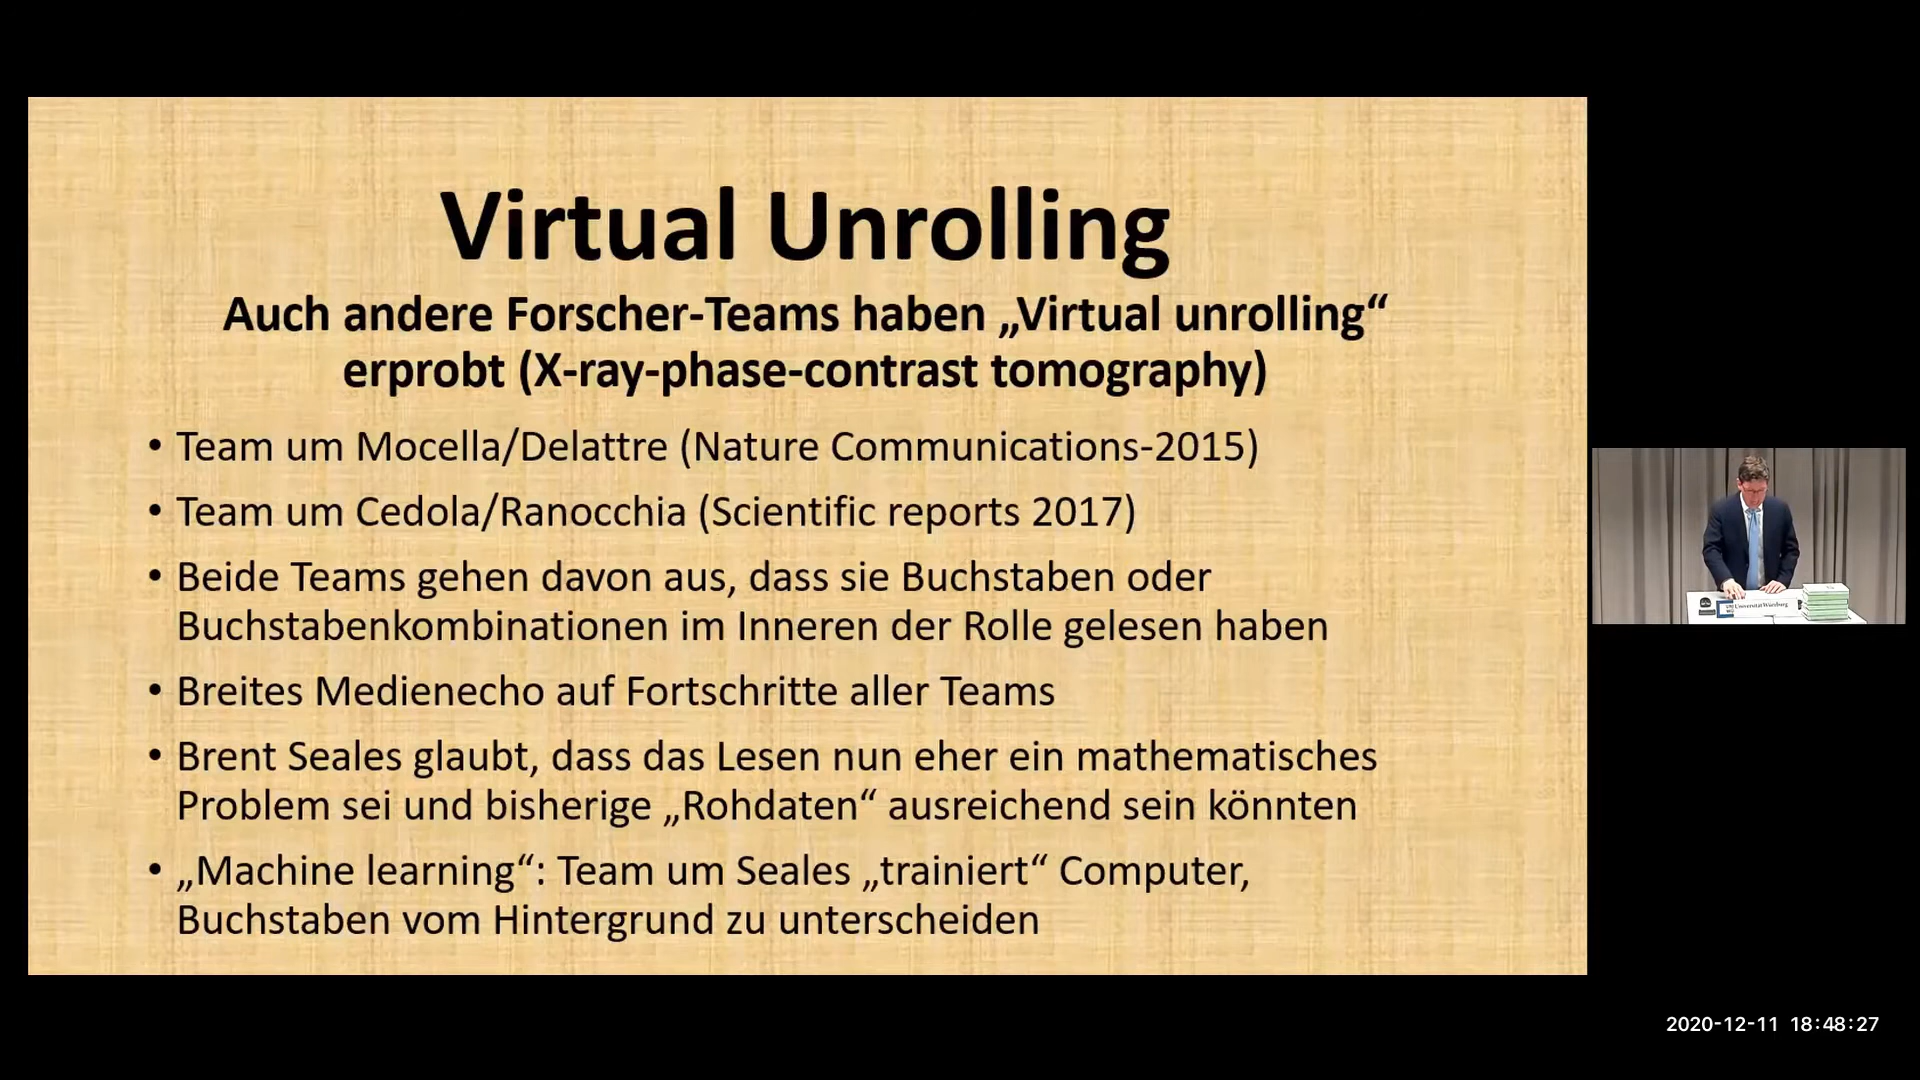 Virtual Unrolling
Auch andere Forscher-Teams haben „Virtual unrolling“
erprobt (X-ray-phase-contrast tomography)
• Team um Mocella/Delattre (Nature Communications-2015)
• Team um Cedola/Ranocchia (Scientific reports 2017)
• Beide Teams gehen davon aus, dass sie Buchstaben oder
Buchstabenkombinationen im Inneren der Rolle gelesen haben
• Breites Medienecho auf Fortschritte aller Teams
• Brent Seales glaubt, dass das Lesen nun eher ein mathematisches
Problem sei und bisherige „Rohdaten“ ausreichend sein könnten
• „Machine learning“: Team um Seales „trainiert“ Computer,
Buchstaben vom Hintergrund zu unterscheiden
Universität Würzburg
2020-12-11 18:48:27